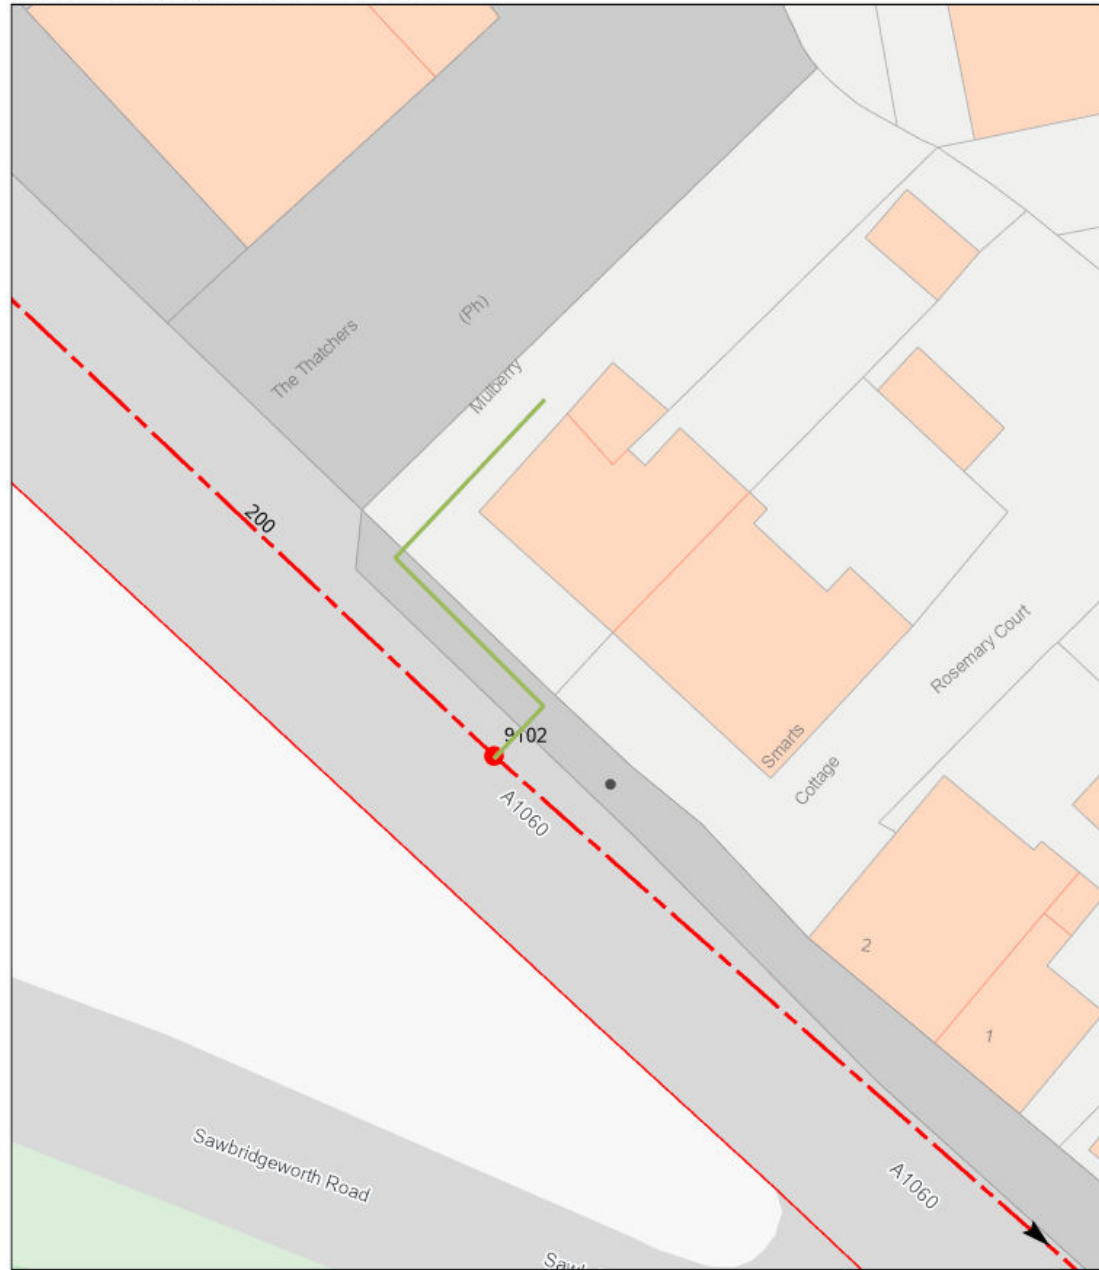 (Ph)
The Thatchers
Mulberry
200
Rosemary Court
9102
Smarts
Cottage
A1060
2
1
Sawbridgeworth Road
A1060